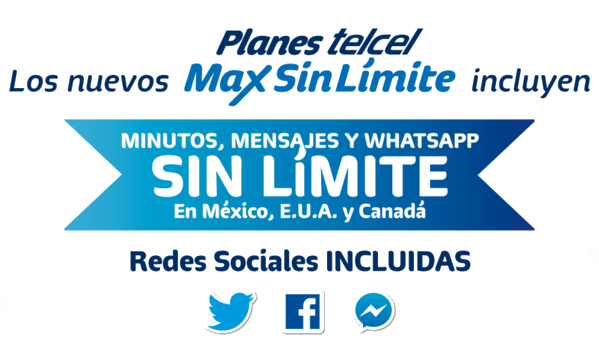 Planes telcel
Los nuevos Max Sin Límite incluyen
MINUTOS, MENSAJES Y WHATSAPP
SIN LíMITE
En México, E.U.A. y Canadá
Redes Sociales INCLUIDAS